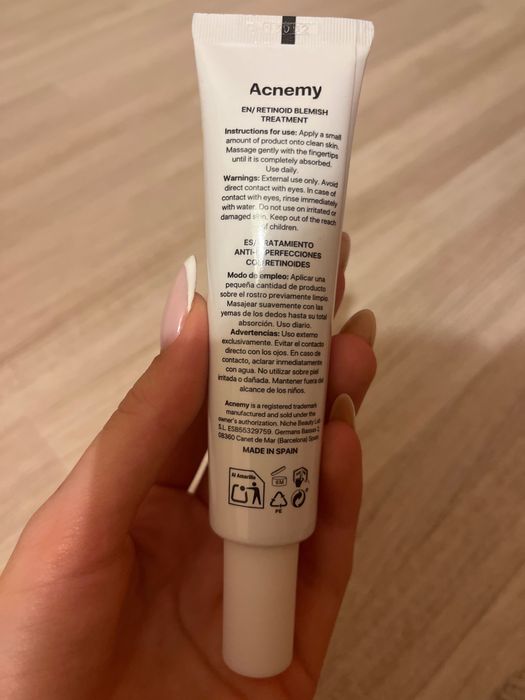 Acnemy
EN/ RETINOID BLEMISH
TREATMENT
Instructions for use: Apply a small
amount of product onto clean skin.
Massage gently with the fingertips
until it is completely absorbed.
Use daily.
Warnings: External use only. Avoid
direct contact with eyes. In case of
contact with eyes, rinse immediately
with water. Do not use on irritated or
damaged skin. Keep out of the reach
of children.
ES/ TRATAMIENTO
ANTI-IMPERFECCIONES
CON RETINOIDES
Modo de empleo: Aplicar una
pequeña cantidad de producto
sobre el rostro previamente limpio.
Masajear suavemente con las
yemas de los dedos hasta su total
absorción. Uso diario.
Advertencias: Uso externo
exclusivamente. Evitar el contacto
directo con los ojos. En caso de
contacto, aclarar inmediatamente
con agua. No utilizar sobre piel
irritada o dañada. Mantener fuera del
alcance de los niños.
Acnemy is a registered trademark
manufactured and sold under the
owner's authorization. Niche Beauty Lab
S.L. ESB55329759. Germans Bassas 2,
08360 Canet de Mar (Barcelona) Spain
MADE IN SPAIN
Al Amarillo
6M
PE